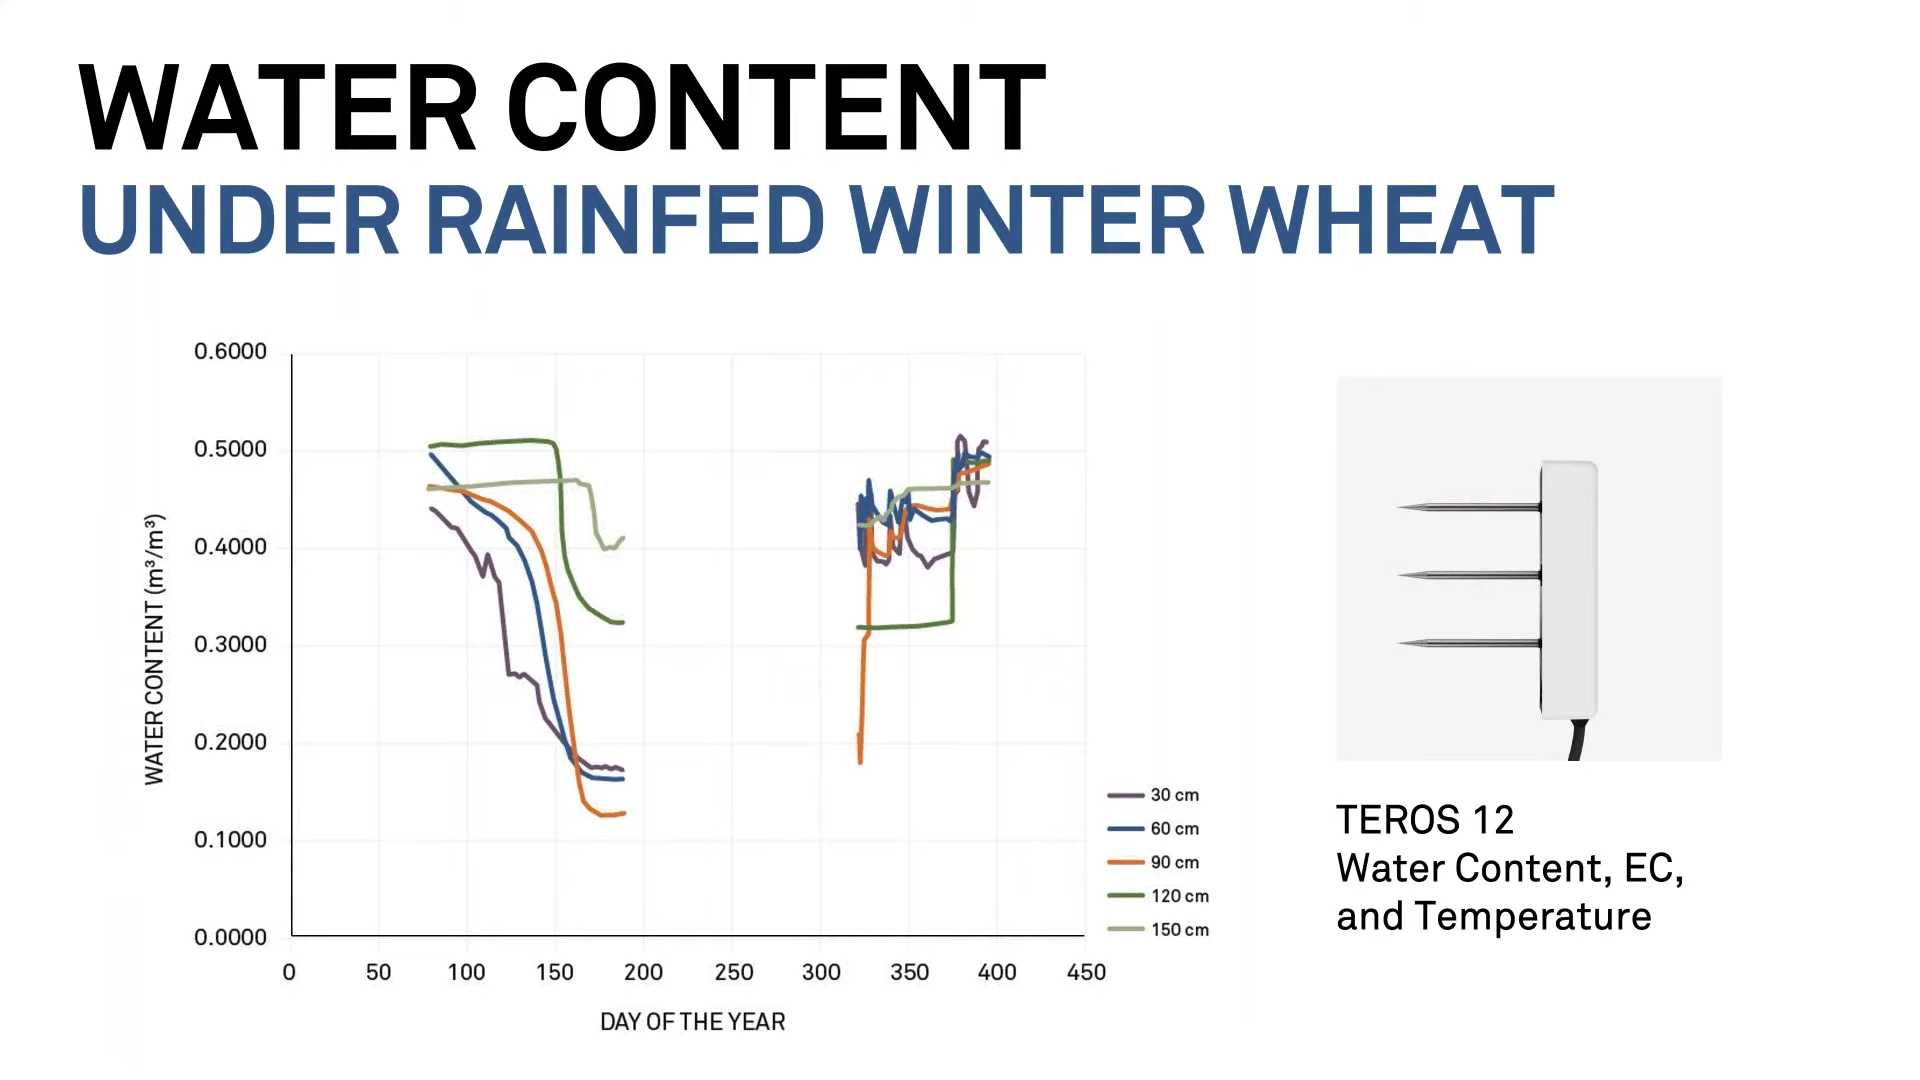 WATER CONTENT
UNDER RAINFED WINTER WHEAT
0.6000
0.5000
0.4000
0.3000
0.2000
0.1000
0.0000
WATER CONTENT (m³/m³)
0 50 100 150 200 250 300 350 400 450
DAY OF THE YEAR
30 cm
60 cm
90 cm
120 cm
150 cm
TEROS 12
Water Content, EC,
and Temperature